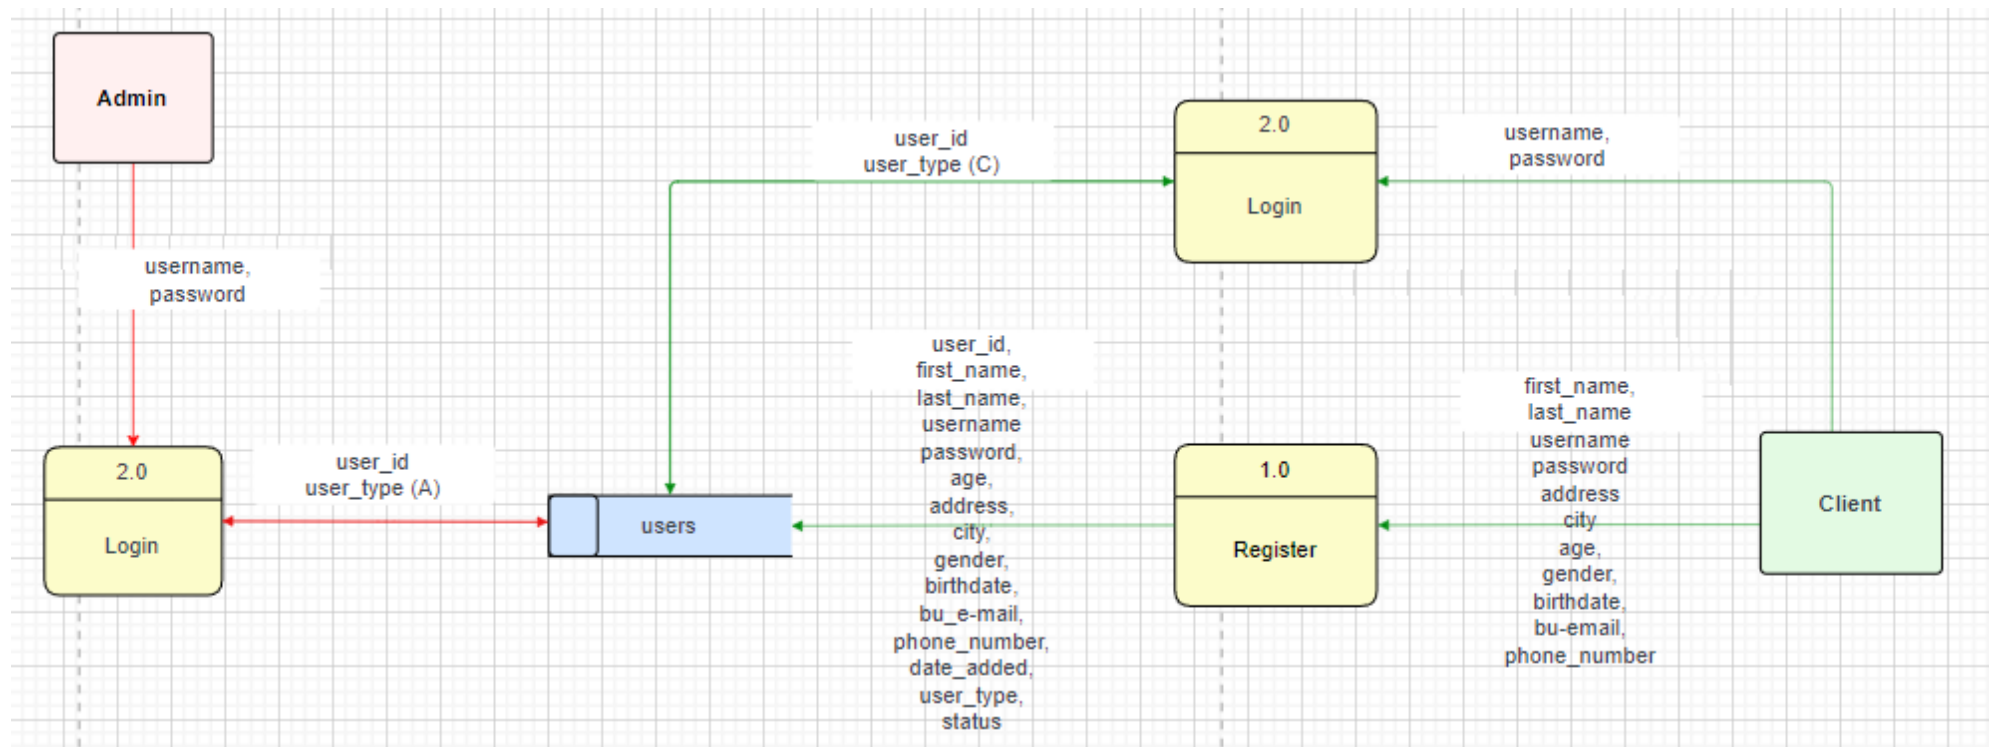 Admin
username,
password
2.0
Login
user_id
user_type (A)
users
user_id
user_type (C)
2.0
Login
username,
password
user_id,
first_name,
last_name,
username
password,
age,
address,
city,
gender,
birthdate,
bu_e-mail,
phone_number,
date_added,
user_type,
status
1.0
Register
first_name,
last_name
username
password
address
city
age,
gender,
birthdate,
bu-email,
phone_number
Client